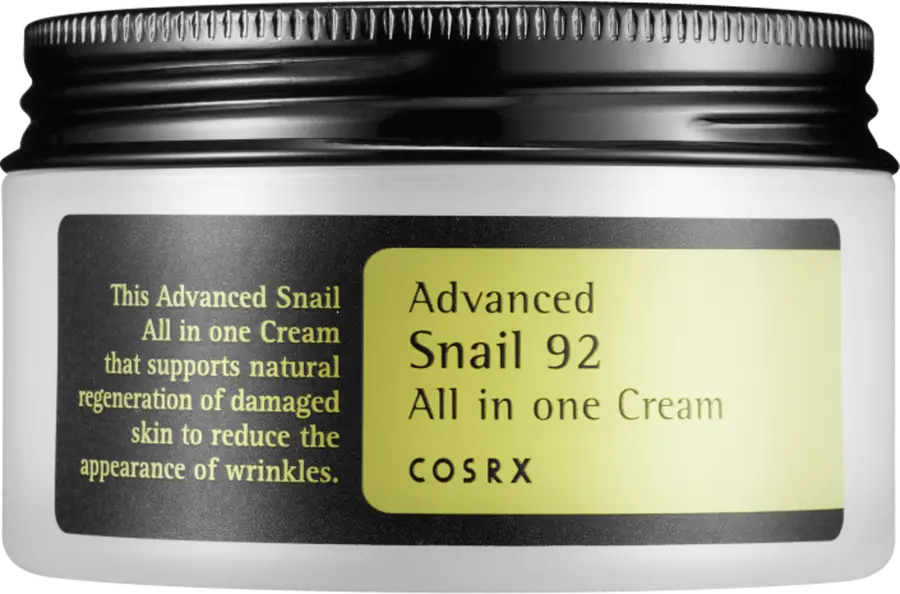 This Advanced Snail
All in one Cream
that supports natural
regeneration of damaged
skin to reduce the
appearance of wrinkles.
Advanced
Snail 92
All in one Cream
COSRX